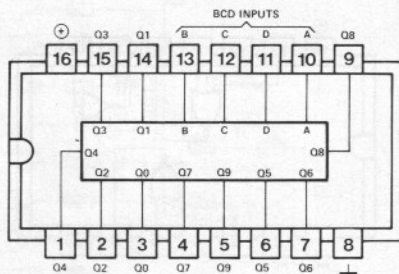 BCD INPUTS
⊕ Q3 Q1 B C D A Q8
16 15 14 13 12 11 10 9
Q3 Q1 B C D A
Q4 Q8
Q2 Q0 Q7 Q9 Q5 Q6
1 2 3 4 5 6 7 8
Q4 Q2 Q0 Q7 Q9 Q5 Q6